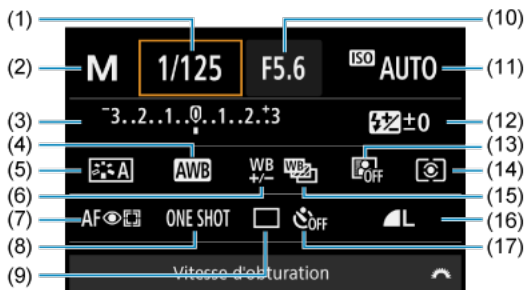 (1) (10)
(2) M 1/125 F5.6 ISO AUTO (11)
(3) ⁻3..2..1..0..1..2.⁺3 ±0 (12)
(4) (13)
(5) A AWB WB +/- WB OFF (14)
(6) (15)
(7) AF ONE SHOT OFF L (16)
(8) (17)
(9)
Vitesse d'obturation